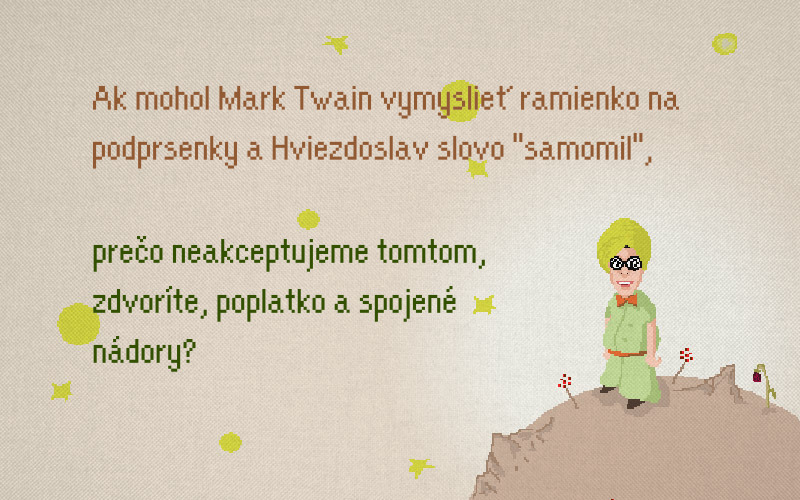 Ak mohol Mark Twain vymyslieť ramienko na
podprsenky a Hviezdoslav slovo "samomil",
prečo neakceptujeme tomtom,
zdvoríte, poplatko a spojené
nádory?